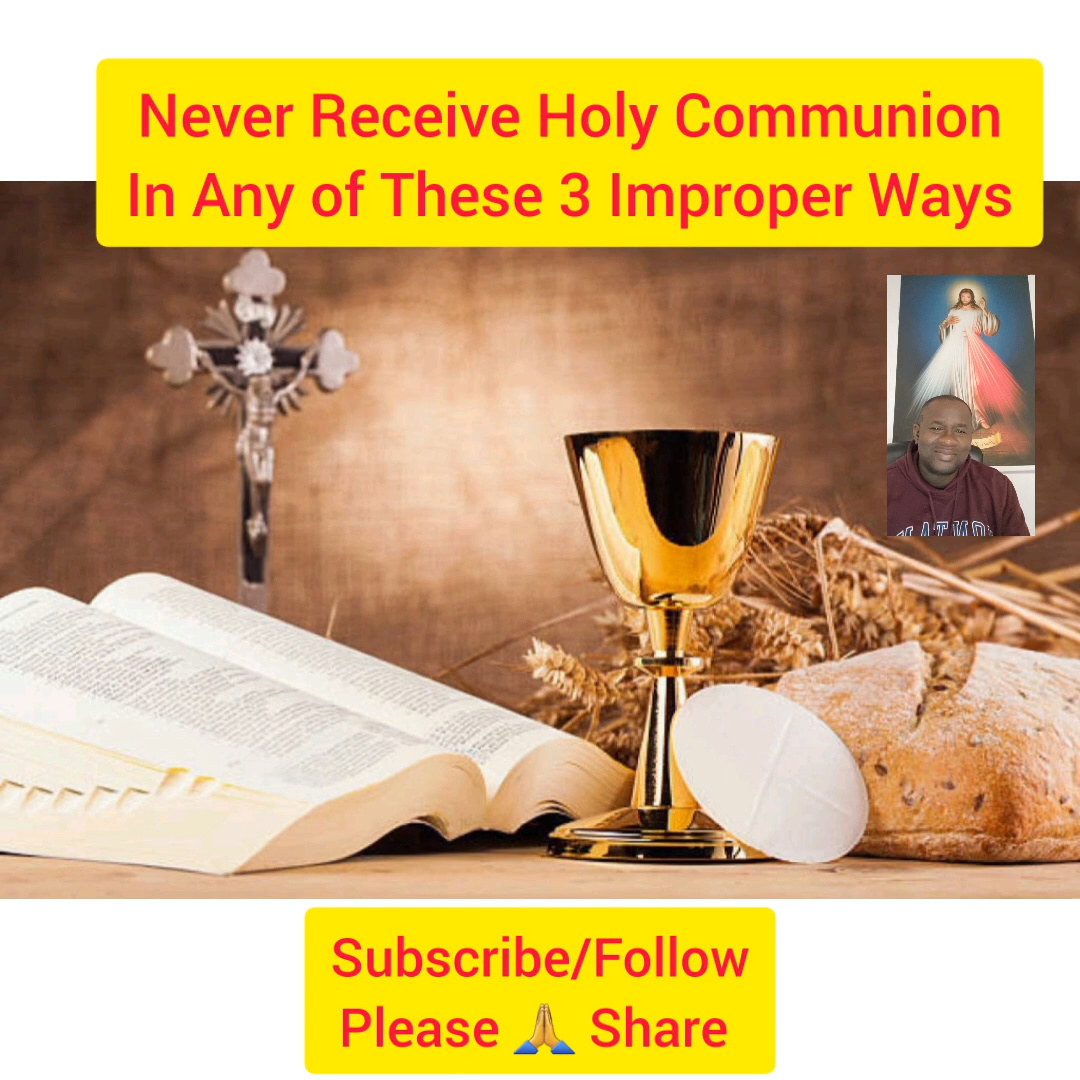 Never Receive Holy Communion
In Any of These 3 Improper Ways
Subscribe/Follow
Please 🙏 Share